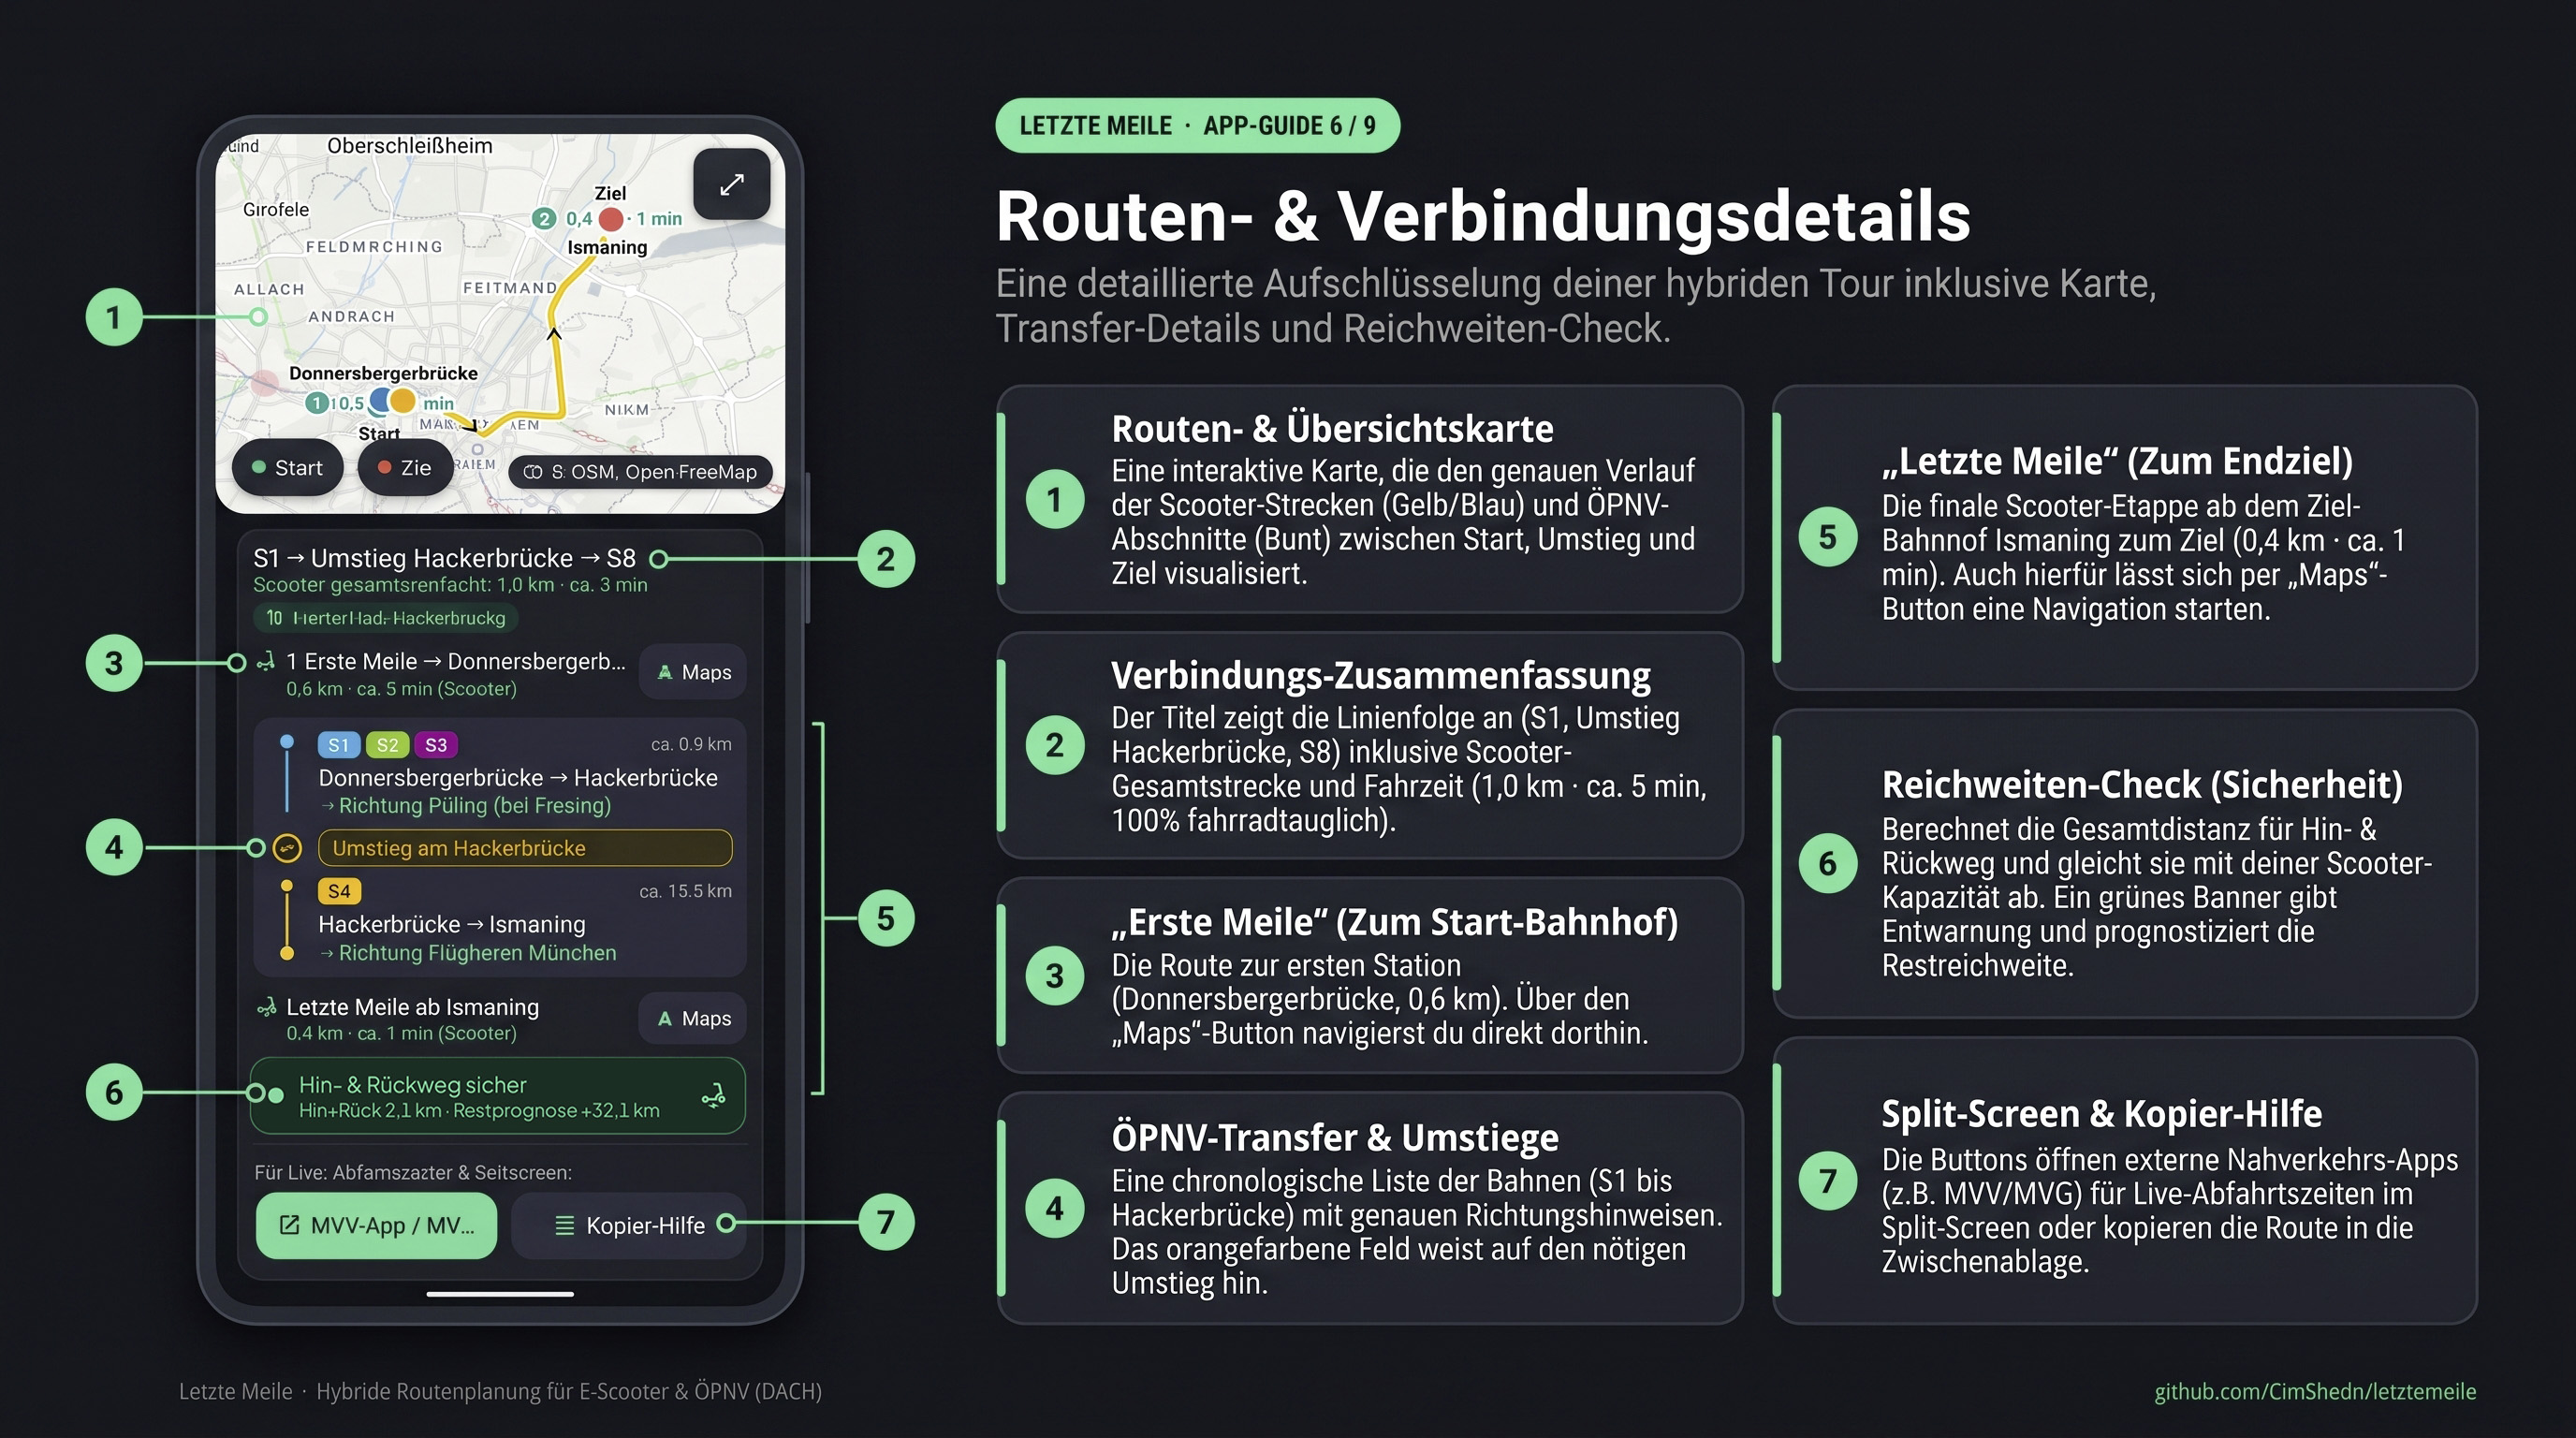 uind
Oberschleißheim
Ziel
2 0,4 · 1 min
Girofele
Ismaning
FELDMRCHING
ALLACH
FEITMAND
1
ANDRACH
Donnersbergerbrücke
1 10,5 min
NIKM
Start
Start
Zie
S: OSM, Open·FreeMap
S1 → Umstieg Hackerbrücke → S8
2
Scooter gesamtsrenfacht: 1,0 km · ca. 3 min
3
1 Erste Meile → Donnersbergerb...
Maps
0,6 km · ca. 5 min (Scooter)
S1 S2 S3
ca. 0.9 km
Donnersbergerbrücke → Hackerbrücke
→ Richtung Püling (bei Fresing)
4
Umstieg am Hackerbrücke
S4
ca. 15.5 km
5
Hackerbrücke → Ismaning
→ Richtung Flügheren München
Letzte Meile ab Ismaning
A Maps
0.4 km · ca. 1 min (Scooter)
6
Hin- & Rückweg sicher
Hin+Rück 2,1 km · Restprognose +32,1 km
Für Live: Abfamszazter & Seitscreen:
MVV-App / MV...
Kopier-Hilfe
7
LETZTE MEILE · APP-GUIDE 6 / 9
Routen- & Verbindungsdetails
Eine detaillierte Aufschlüsselung deiner hybriden Tour inklusive Karte,
Transfer-Details und Reichweiten-Check.
1
Routen- & Übersichtskarte
Eine interaktive Karte, die den genauen Verlauf
der Scooter-Strecken (Gelb/Blau) und ÖPNV-
Abschnitte (Bunt) zwischen Start, Umstieg und
Ziel visualisiert.
2
Verbindungs-Zusammenfassung
Der Titel zeigt die Linienfolge an (S1, Umstieg
Hackerbrücke, S8) inklusive Scooter-
Gesamtstrecke und Fahrzeit (1,0 km · ca. 5 min,
100% fahrradtauglich).
3
„Erste Meile“ (Zum Start-Bahnhof)
Die Route zur ersten Station
(Donnersbergerbrücke, 0,6 km). Über den
„Maps“-Button navigierst du direkt dorthin.
4
ÖPNV-Transfer & Umstiege
Eine chronologische Liste der Bahnen (S1 bis
Hackerbrücke) mit genauen Richtungshinweisen.
Das orangefarbene Feld weist auf den nötigen
Umstieg hin.
5
„Letzte Meile“ (Zum Endziel)
Die finale Scooter-Etappe ab dem Ziel-
Bahnnof Ismaning zum Ziel (0,4 km · ca. 1
min). Auch hierfür lässt sich per „Maps“-
Button eine Navigation starten.
6
Reichweiten-Check (Sicherheit)
Berechnet die Gesamtdistanz für Hin- &
Rückweg und gleicht sie mit deiner Scooter-
Kapazität ab. Ein grünes Banner gibt
Entwarnung und prognostiziert die
Restreichweite.
7
Split-Screen & Kopier-Hilfe
Die Buttons öffnen externe Nahverkehrs-Apps
(z.B. MVV/MVG) für Live-Abfahrtszeiten im
Split-Screen oder kopieren die Route in die
Zwischenablage.
Letzte Meile · Hybride Routenplanung für E-Scooter & ÖPNV (DACH)
github.com/CimShedn/letztemeile